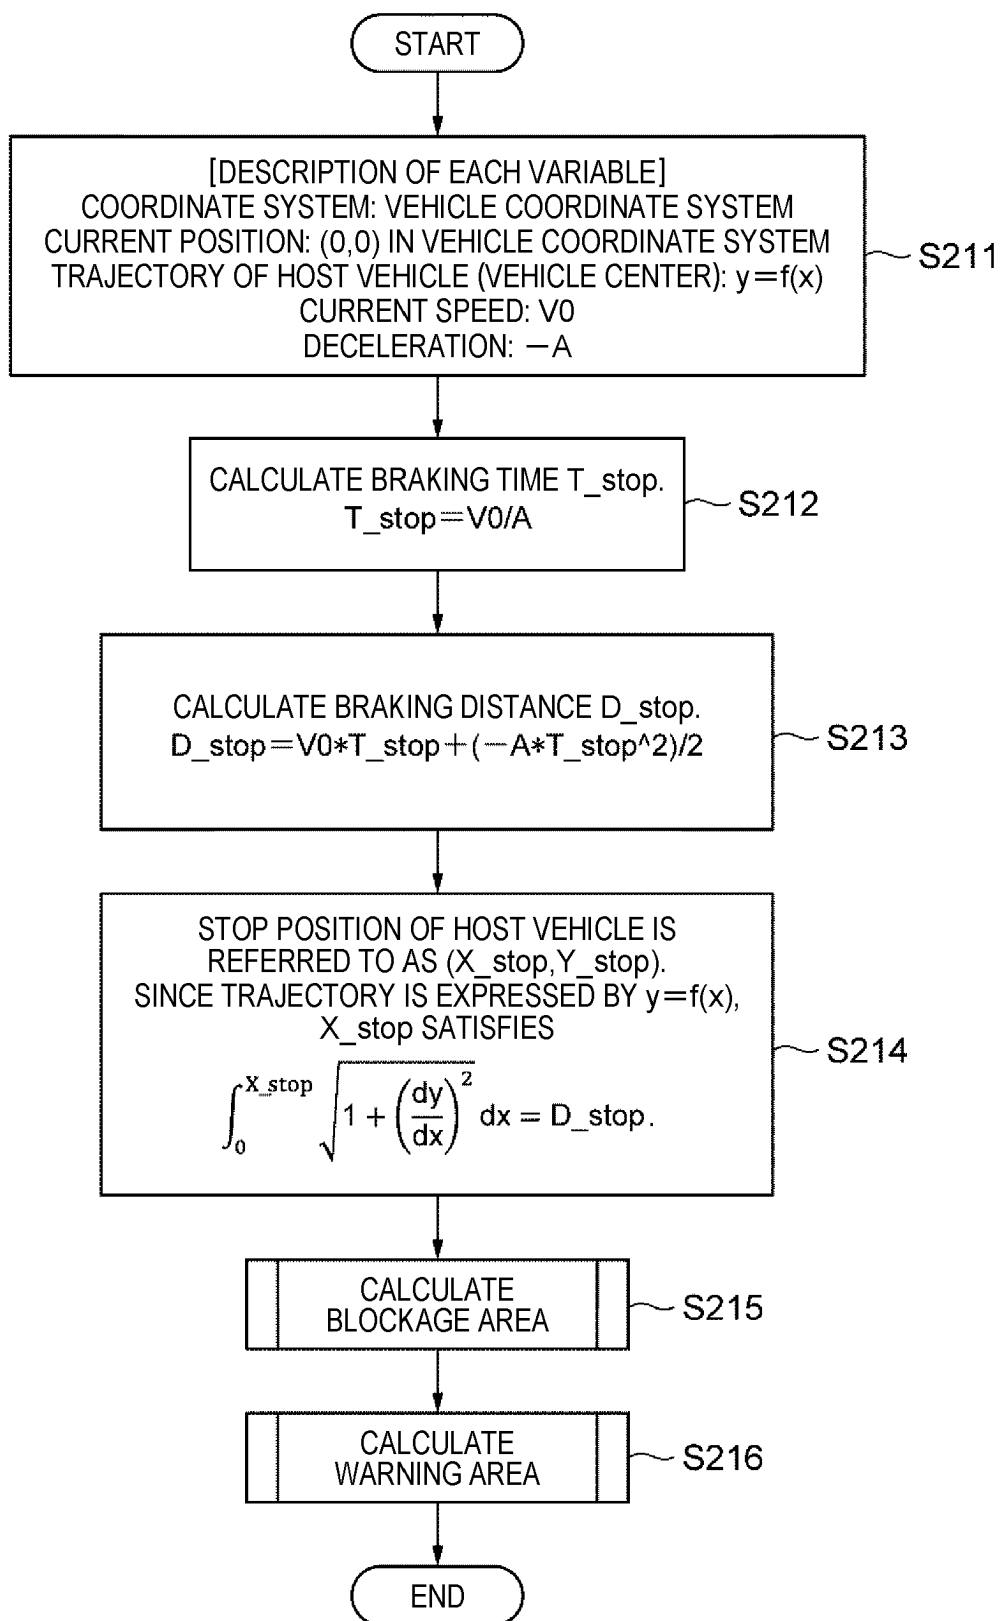 START
[DESCRIPTION OF EACH VARIABLE]
COORDINATE SYSTEM: VEHICLE COORDINATE SYSTEM
CURRENT POSITION: (0,0) IN VEHICLE COORDINATE SYSTEM
TRAJECTORY OF HOST VEHICLE (VEHICLE CENTER): y=f(x)
CURRENT SPEED: V0
DECELERATION: −A
S211
CALCULATE BRAKING TIME T_stop.
T_stop=V0/A
S212
CALCULATE BRAKING DISTANCE D_stop.
D_stop=V0*T_stop+(−A*T_stop^2)/2
S213
STOP POSITION OF HOST VEHICLE IS
REFERRED TO AS (X_stop,Y_stop).
SINCE TRAJECTORY IS EXPRESSED BY y=f(x),
X_stop SATISFIES
∫_0^X_stop √(1 + (dy/dx)^2) dx = D_stop.
S214
CALCULATE
BLOCKAGE AREA
S215
CALCULATE
WARNING AREA
S216
END